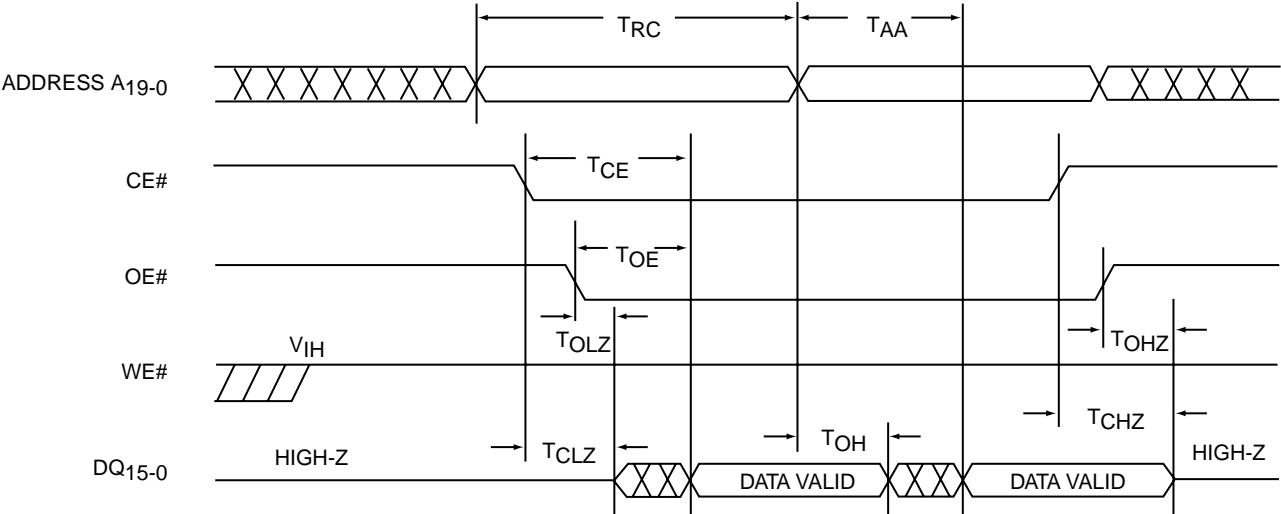 TRC TAA
ADDRESS A19-0
TCE
CE#
TOE
OE#
TOLZ TOHZ
VIH
WE#
TCHZ
TCLZ TOH
HIGH-Z HIGH-Z
DQ15-0
DATA VALID DATA VALID